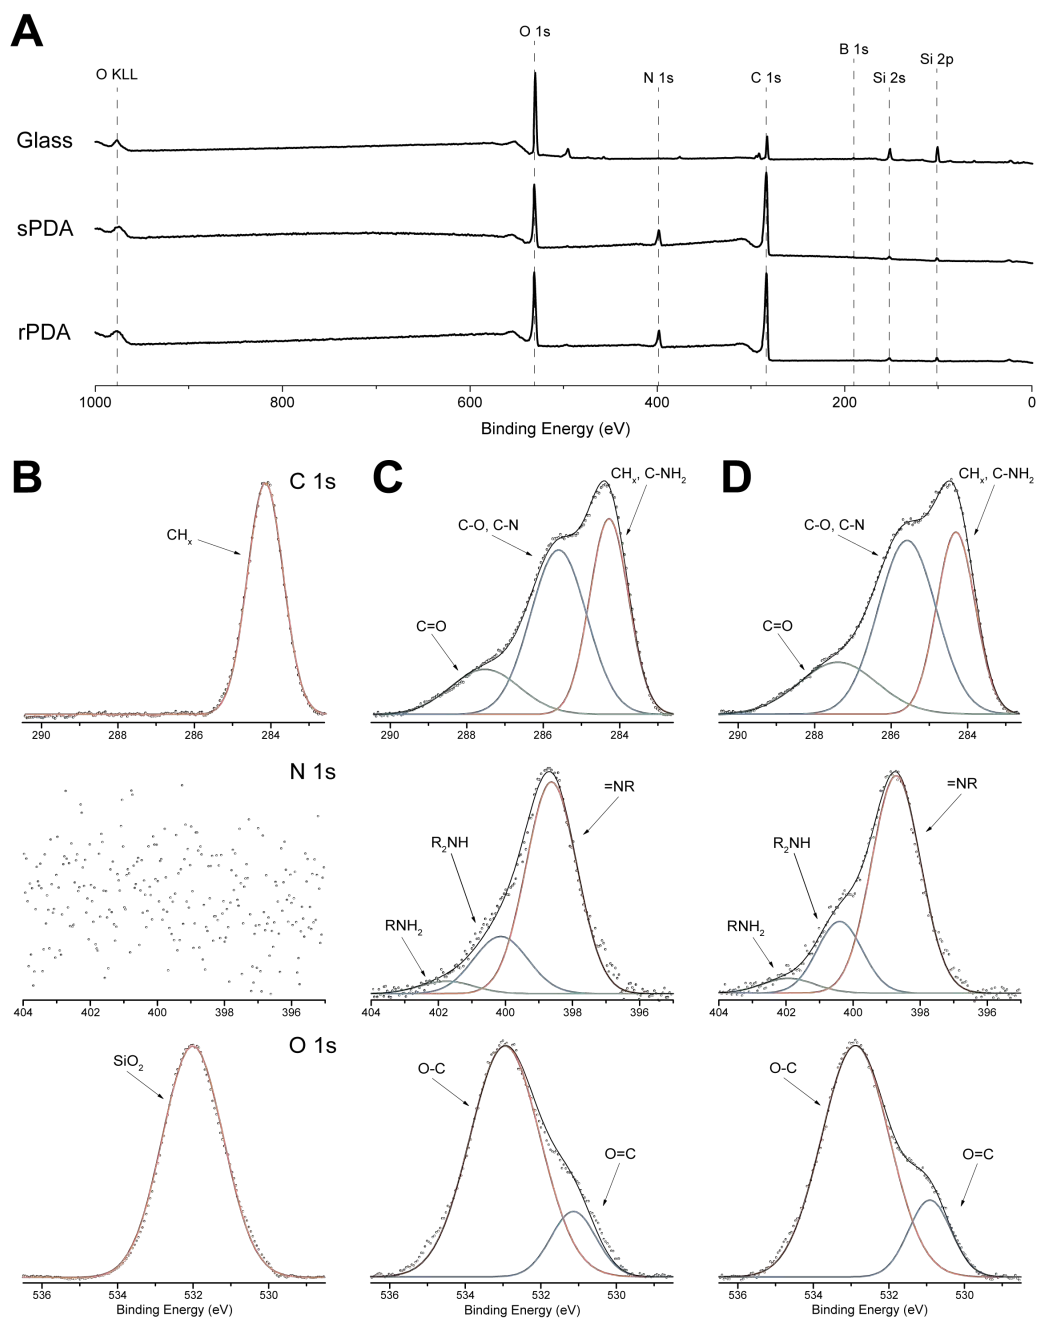 A
O 1s
B 1s
Si 2p
O KLL
N 1s
C 1s
Si 2s
Glass
sPDA
rPDA
1000
800
600
400
200
0
Binding Energy (eV)
B
C 1s
CHₓ
290
288
286
284
C
CHₓ, C-NH₂
C-O, C-N
C=O
290
288
286
284
D
CHₓ, C-NH₂
C-O, C-N
C=O
290
288
286
284
N 1s
404
402
400
398
396
=NR
R₂NH
RNH₂
404
402
400
398
396
=NR
R₂NH
RNH₂
404
402
400
398
396
O 1s
SiO₂
536
534
532
530
Binding Energy (eV)
O-C
O=C
536
534
532
530
Binding Energy (eV)
O-C
O=C
536
534
532
530
Binding Energy (eV)